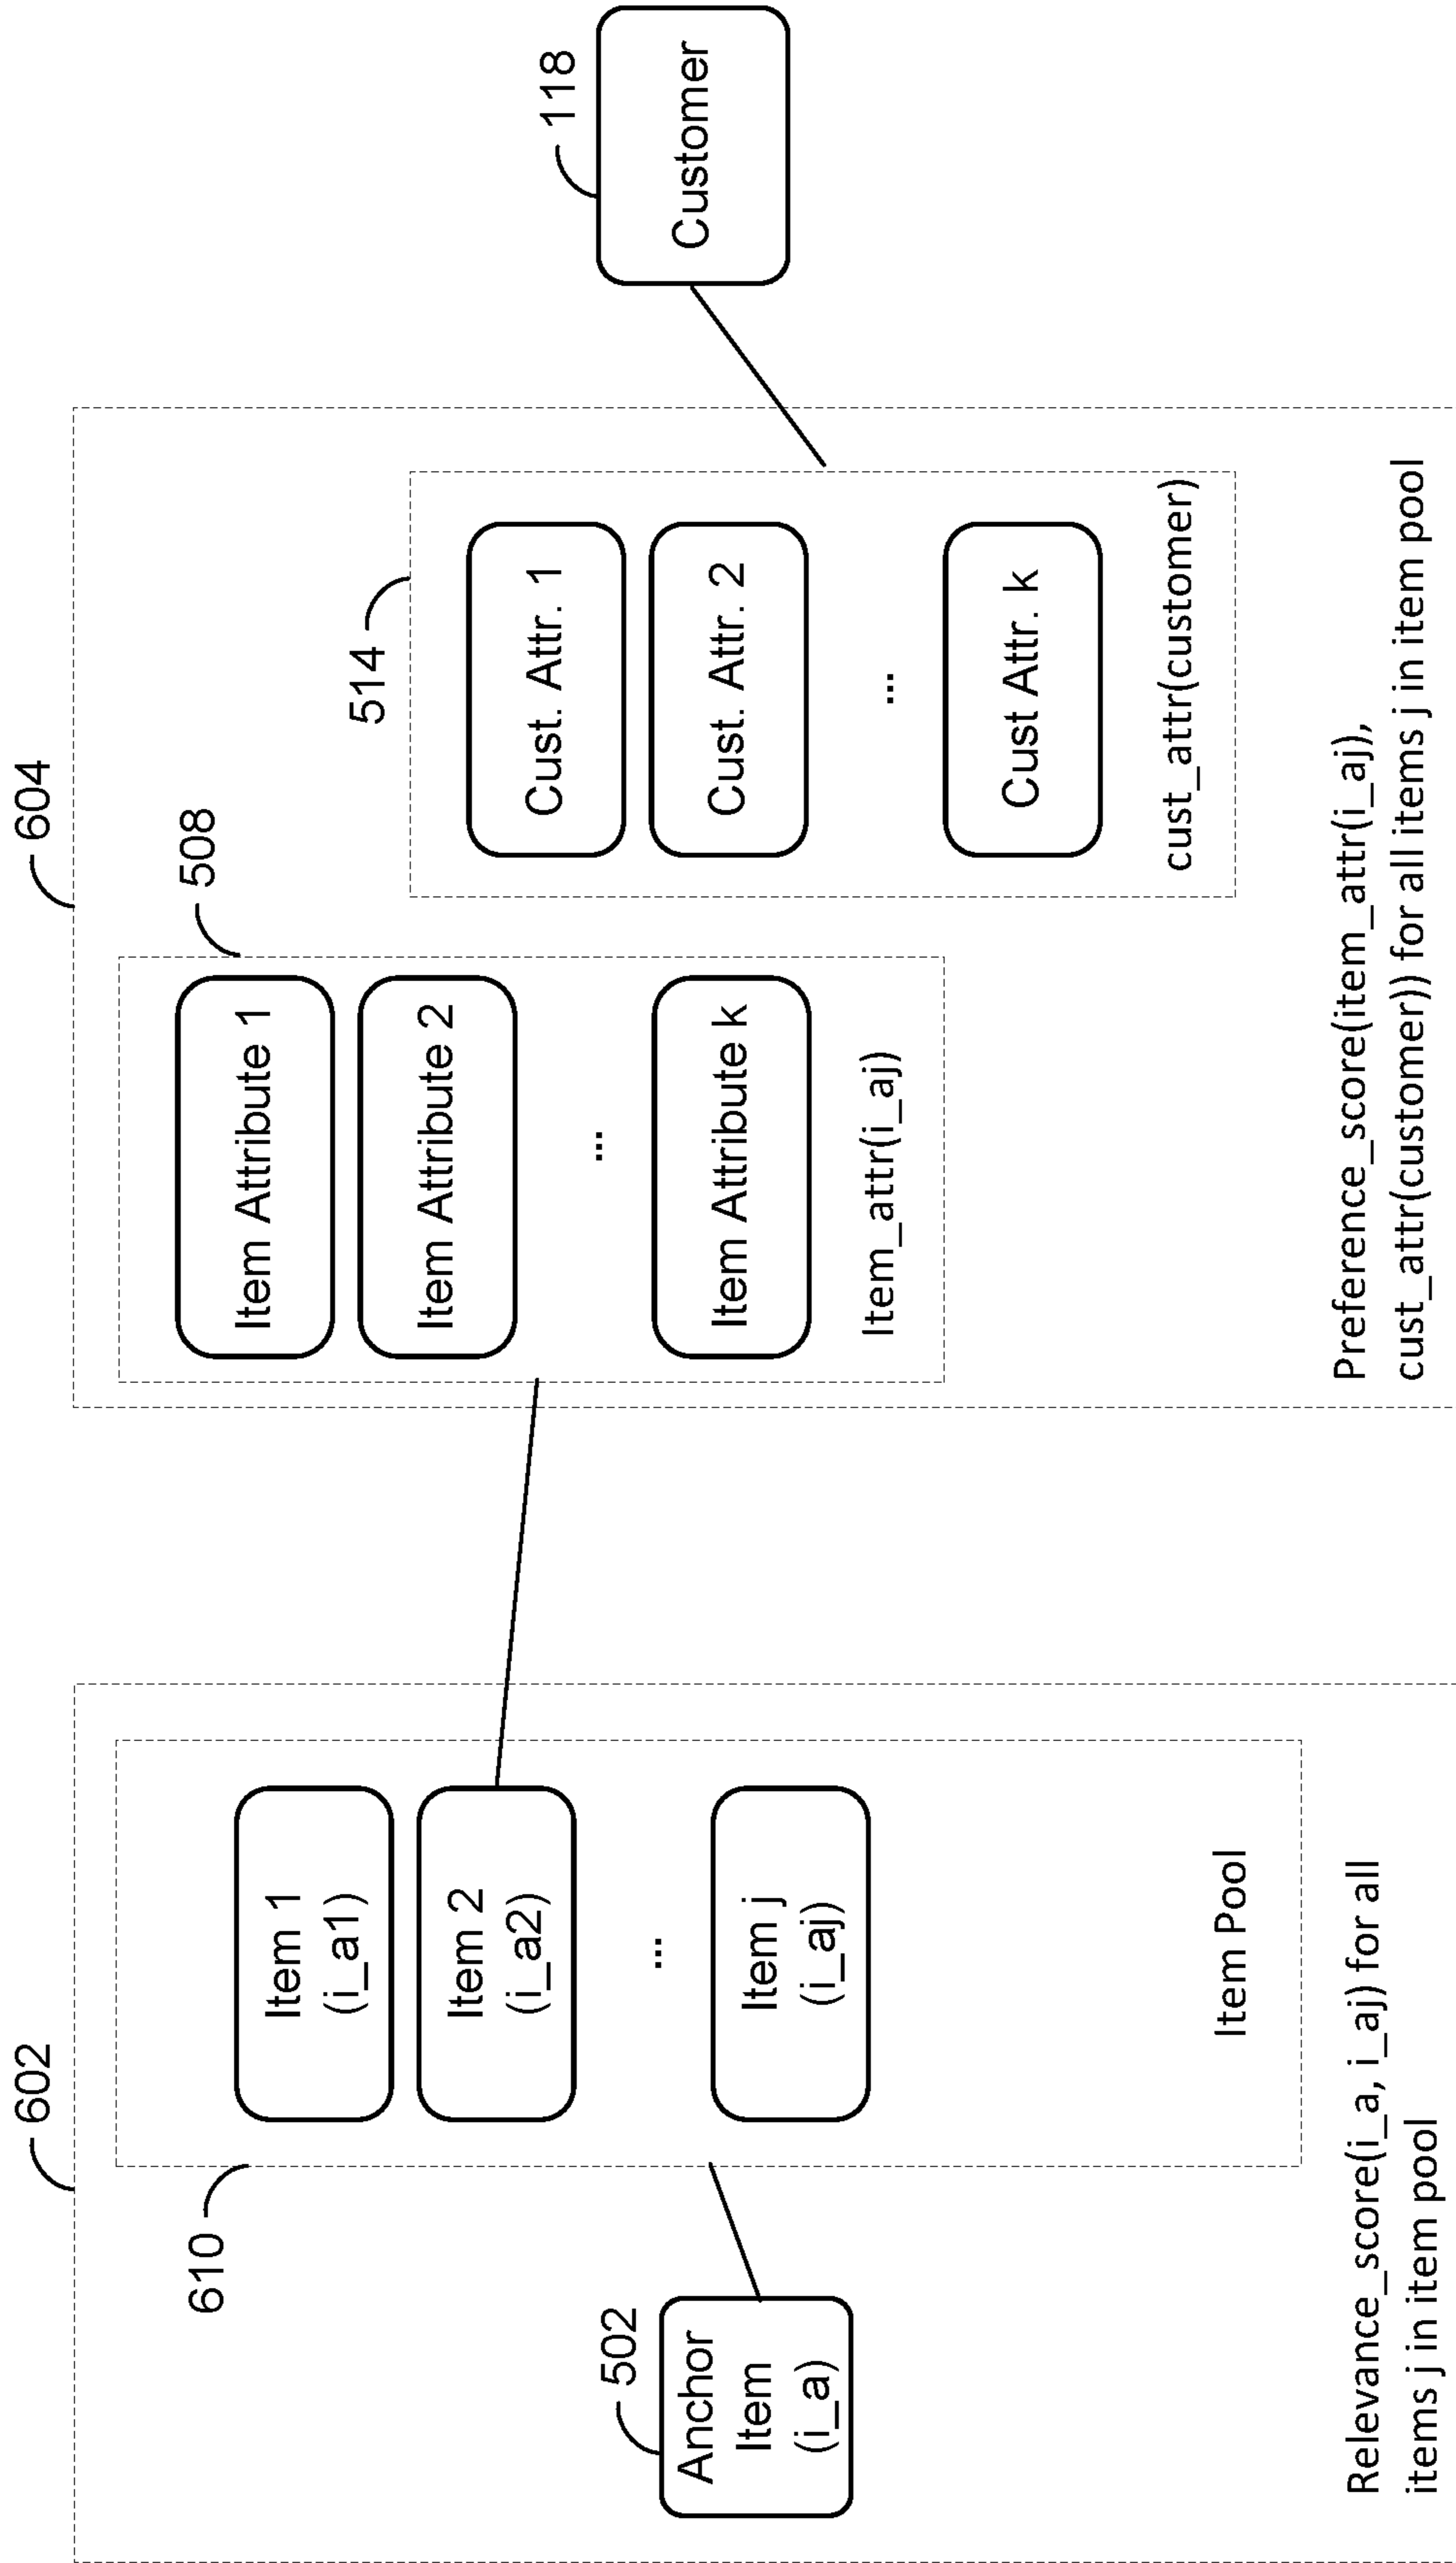 602
610
502
Anchor
Item
(i_a)
Item 1
(i_a1)
Item 2
(i_a2)
...
Item j
(i_aj)
Item Pool
Relevance_score(i_a, i_aj) for all
items j in item pool
604
508
Item Attribute 1
Item Attribute 2
...
Item Attribute k
Item_attr(i_aj)
514
Cust. Attr. 1
Cust. Attr. 2
...
Cust Attr. k
cust_attr(customer)
Preference_score(item_attr(i_aj),
cust_attr(customer)) for all items j in item pool
118
Customer